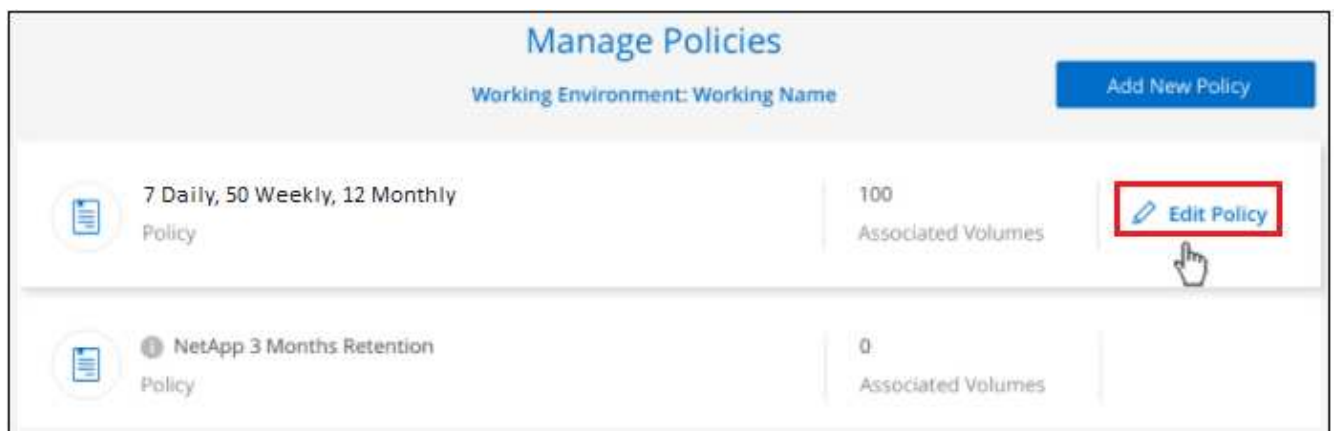 Manage Policies
Working Environment: Working Name
Add New Policy
7 Daily, 50 Weekly, 12 Monthly
Policy
100
Associated Volumes
Edit Policy
NetApp 3 Months Retention
Policy
0
Associated Volumes